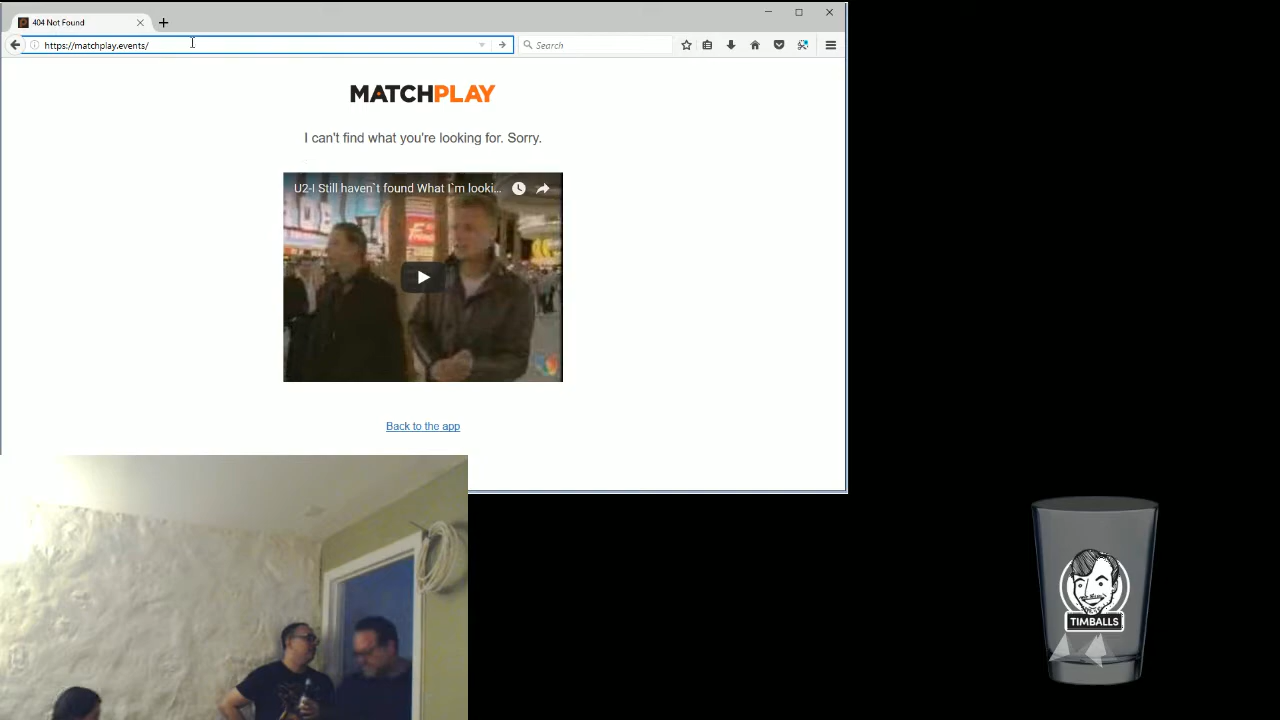 404 Not Found
https://matchplay.events/
Search
MATCHPLAY
I can't find what you're looking for. Sorry.
U2-I Still haven`t found What I`m looki...
Back to the app
TIMBALLS